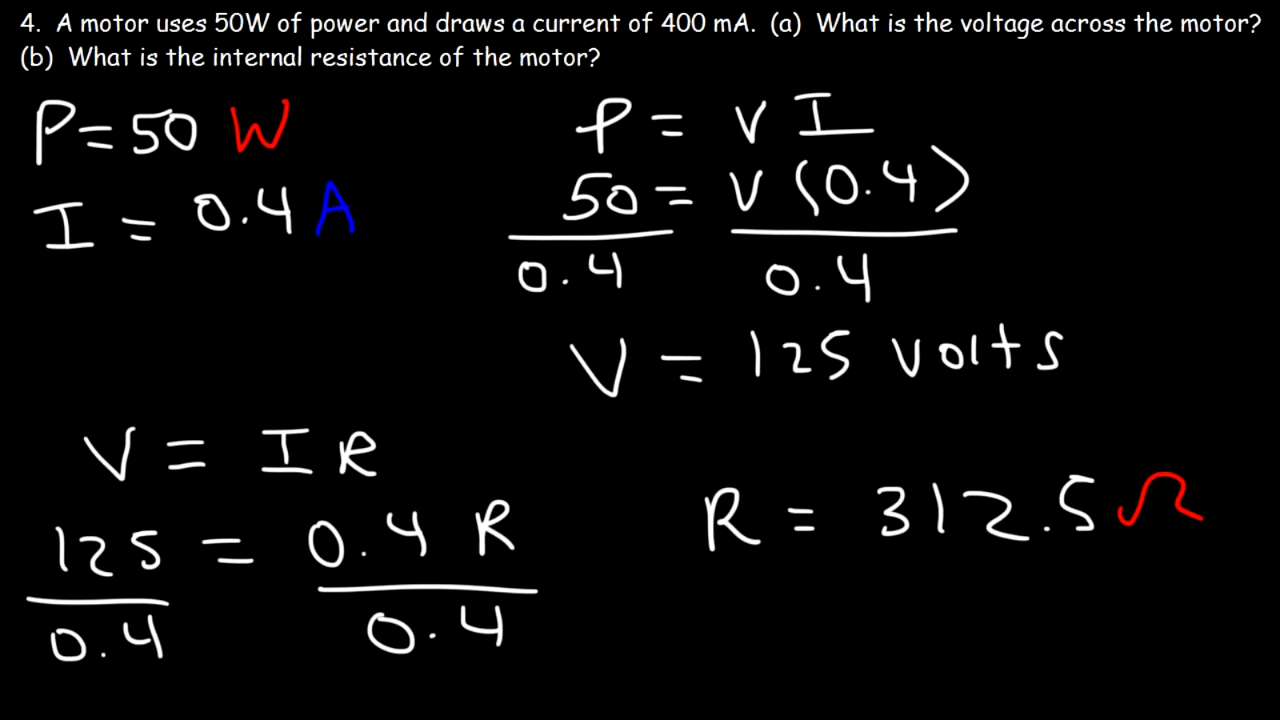 4. A motor uses 50W of power and draws a current of 400 mA. (a) What is the voltage across the motor?
(b) What is the internal resistance of the motor?
P = 50 W
I = 0.4 A
P = V I
50 = V (0.4)
0.4 0.4
V = 125 volts
V = I R
125 = 0.4 R
0.4 0.4
R = 312.5 Ω